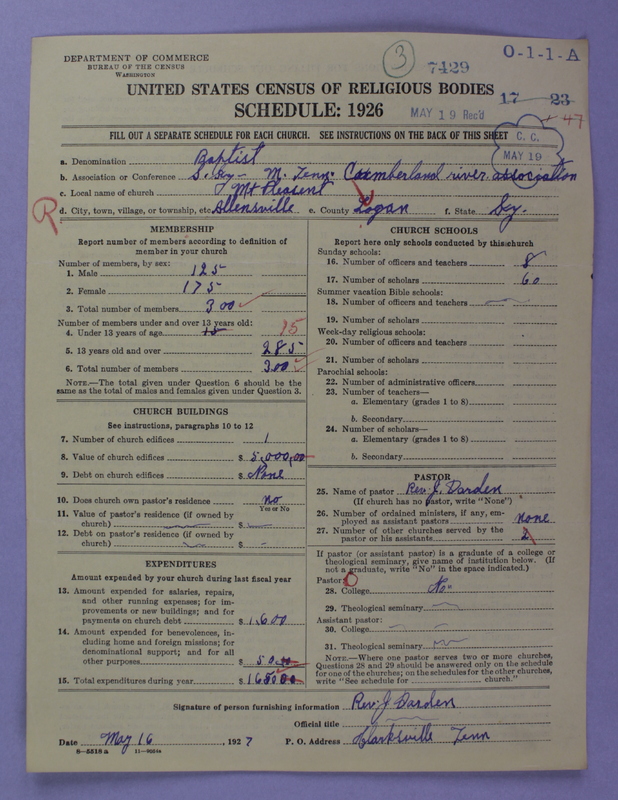 DEPARTMENT OF COMMERCE
BUREAU OF THE CENSUS
WASHINGTON
3
7429
O-1-1-A
UNITED STATES CENSUS OF RELIGIOUS BODIES
SCHEDULE: 1926
MAY 19 Rec'd
17 23
+ 47
FILL OUT A SEPARATE SCHEDULE FOR EACH CHURCH. SEE INSTRUCTIONS ON THE BACK OF THIS SHEET
C. C.
MAY 19
a. Denomination Baptist
b. Association or Conference S. Ky - M. Tenn. Cumberland river association
c. Local name of church Mt Pleasent
R
d. City, town, village, or township, etc Allensville e. County Logan f. State Ky.
MEMBERSHIP
Report number of members according to definition of
member in your church
Number of members, by sex:
1. Male 125
2. Female 175
3. Total number of members 300
Number of members under and over 13 years old:
4. Under 13 years of age 15 15
5. 13 years old and over 285
6. Total number of members 300
NOTE.—The total given under Question 6 should be
same as the total of males and females given under Question 3.
CHURCH BUILDINGS
See instructions, paragraphs 10 to 12
7. Number of church edifices 1
8. Value of church edifices $ 5,000,00
9. Debt on church edifices $ None
10. Does church own pastor's residence no
Yes or No
11. Value of pastor's residence (if owned by
church) $
12. Debt on pastor's residence (if owned by
church) $
EXPENDITURES
Amount expended by your church during last fiscal year
13. Amount expended for salaries, repairs,
and other running expenses; for im-
provements or new buildings; and for
payments on church debt $ 1,600
14. Amount expended for benevolences, in-
cluding home and foreign missions; for
denominational support; and for all
other purposes $ 50.00
15. Total expenditures during year $ 1650 00
CHURCH SCHOOLS
Report here only schools conducted by this church
Sunday schools:
16. Number of officers and teachers 8
17. Number of scholars 60
Summer vacation Bible schools:
18. Number of officers and teachers
19. Number of scholars
Week-day religious schools:
20. Number of officers and teachers
21. Number of scholars
Parochial schools:
22. Number of administrative officers
23. Number of teachers—
a. Elementary (grades 1 to 8)
b. Secondary
24. Number of scholars—
a. Elementary (grades 1 to 8)
b. Secondary
PASTOR
25. Name of pastor Rev. J. Darden
(If church has no pastor, write "None")
26. Number of ordained ministers, if any, em-
ployed as assistant pastors none
27. Number of other churches served by the
pastor or his assistants 2
If pastor (or assistant pastor) is a graduate of a college or
theological seminary, give name of institution below. (If
not a graduate, write "No" in the space indicated.)
Pastor: O
28. College No
29. Theological seminary
Assistant pastor:
30. College
31. Theological seminary
NOTE.—Where one pastor serves two or more churches,
Questions 28 and 29 should be answered only on the schedule
for one of the churches; on the schedules for the other churches,
write "See schedule for church."
Signature of person furnishing information Rev. J Darden
Official title
Date May 16, 1927 P. O. Address Clarksville Tenn
8—5518 a 11—9054a